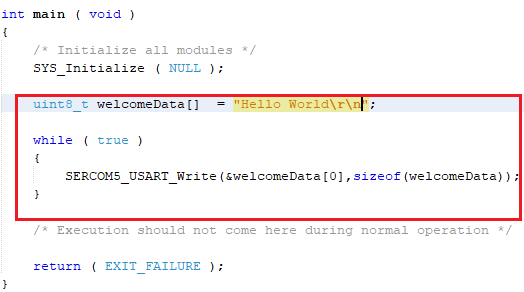 int main ( void )
{
/* Initialize all modules */
SYS_Initialize ( NULL );
uint8_t welcomeData[]  = "Hello World\r\n";
while ( true )
{
SERCOM5_USART_Write(&welcomeData[0],sizeof(welcomeData));
}
/* Execution should not come here during normal operation */
return ( EXIT_FAILURE );
}